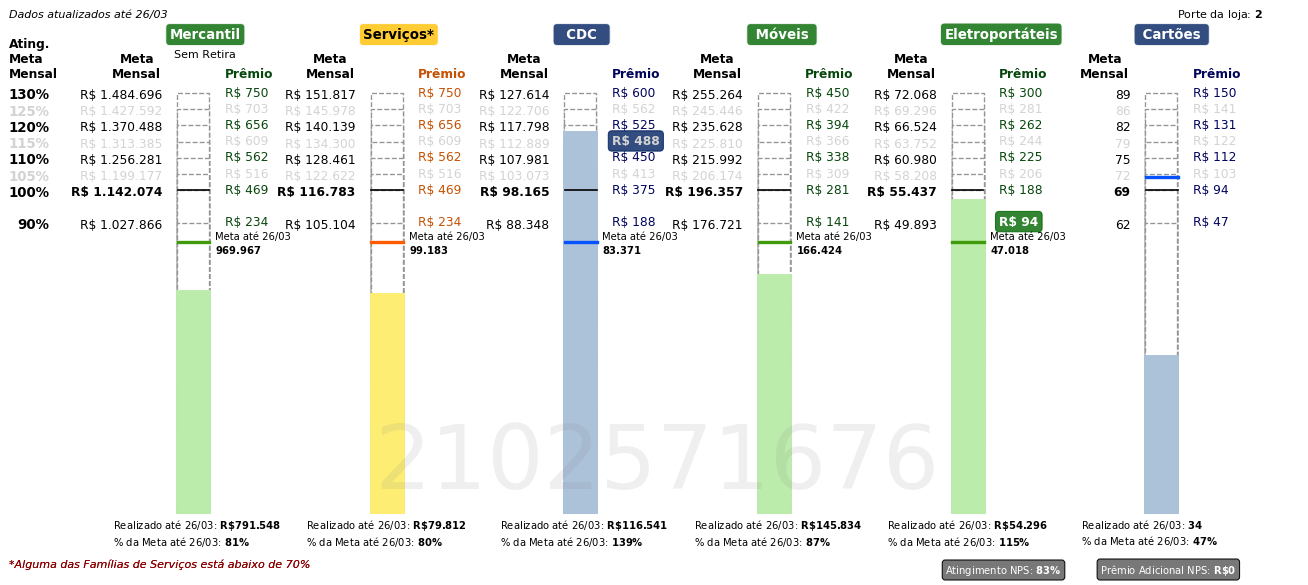 Dados atualizados até 26/03
Porte da loja: 2
Mercantil Serviços* CDC Móveis Eletroportáteis Cartões
Sem Retira
Ating. Meta Mensal
Meta Mensal Prêmio Meta Mensal Prêmio Meta Mensal Prêmio Meta Mensal Prêmio Meta Mensal Prêmio Meta Mensal Prêmio
130% R$ 1.484.696 R$ 750 R$ 151.817 R$ 750 R$ 127.614 R$ 600 R$ 255.264 R$ 450 R$ 72.068 R$ 300 89 R$ 150
125% R$ 1.427.592 R$ 703 R$ 145.978 R$ 703 R$ 122.706 R$ 562 R$ 245.446 R$ 422 R$ 69.296 R$ 281 86 R$ 141
120% R$ 1.370.488 R$ 656 R$ 140.139 R$ 656 R$ 117.798 R$ 525 R$ 235.628 R$ 394 R$ 66.524 R$ 262 82 R$ 131
115% R$ 1.313.385 R$ 609 R$ 134.300 R$ 609 R$ 112.889 R$ 488 R$ 225.810 R$ 366 R$ 63.752 R$ 244 79 R$ 122
110% R$ 1.256.281 R$ 562 R$ 128.461 R$ 562 R$ 107.981 R$ 450 R$ 215.992 R$ 338 R$ 60.980 R$ 225 75 R$ 112
105% R$ 1.199.177 R$ 516 R$ 122.622 R$ 516 R$ 103.073 R$ 413 R$ 206.174 R$ 309 R$ 58.208 R$ 206 72 R$ 103
100% R$ 1.142.074 R$ 469 R$ 116.783 R$ 469 R$ 98.165 R$ 375 R$ 196.357 R$ 281 R$ 55.437 R$ 188 69 R$ 94
90% R$ 1.027.866 R$ 234 R$ 105.104 R$ 234 R$ 88.348 R$ 188 R$ 176.721 R$ 141 R$ 49.893 R$ 94 62 R$ 47
Meta até 26/03 Meta até 26/03 Meta até 26/03 Meta até 26/03 Meta até 26/03
969.967 99.183 83.371 166.424 47.018
2102571676
Realizado até 26/03: R$791.548 Realizado até 26/03: R$79.812 Realizado até 26/03: R$116.541 Realizado até 26/03: R$145.834 Realizado até 26/03: R$54.296 Realizado até 26/03: 34
% da Meta até 26/03: 81% % da Meta até 26/03: 80% % da Meta até 26/03: 139% % da Meta até 26/03: 87% % da Meta até 26/03: 115% % da Meta até 26/03: 47%
*Alguma das Famílias de Serviços está abaixo de 70%
Atingimento NPS: 83% Prêmio Adicional NPS: R$0